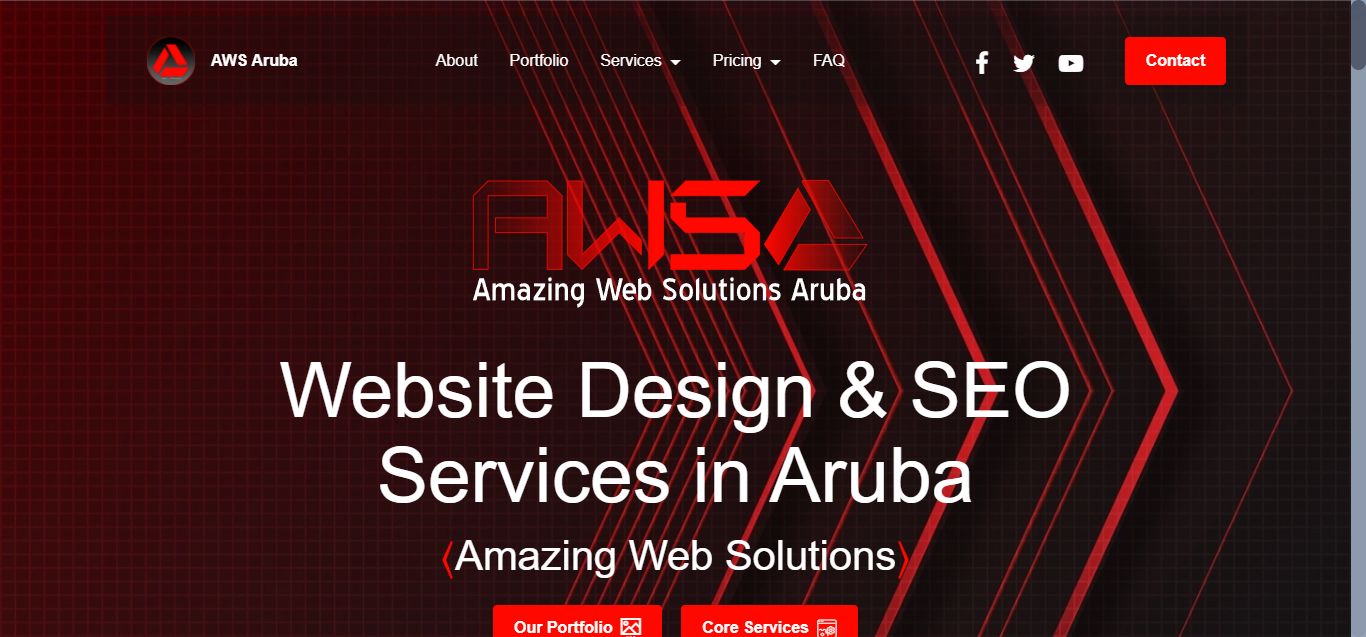 AWS Aruba
About
Portfolio
Services
Pricing
FAQ
Contact
AWSA
Amazing Web Solutions Aruba
Website Design & SEO
Services in Aruba
⟨Amazing Web Solutions⟩
Our Portfolio
Core Services